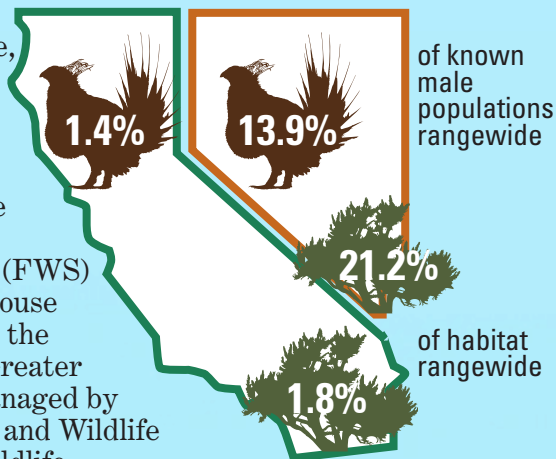 e,
1.4%
13.9%
of known
male
populations
rangewide
e
(FWS)
ouse
the
reater
naged by
and Wildlife
21.2%
of habitat
rangewide
1.8%